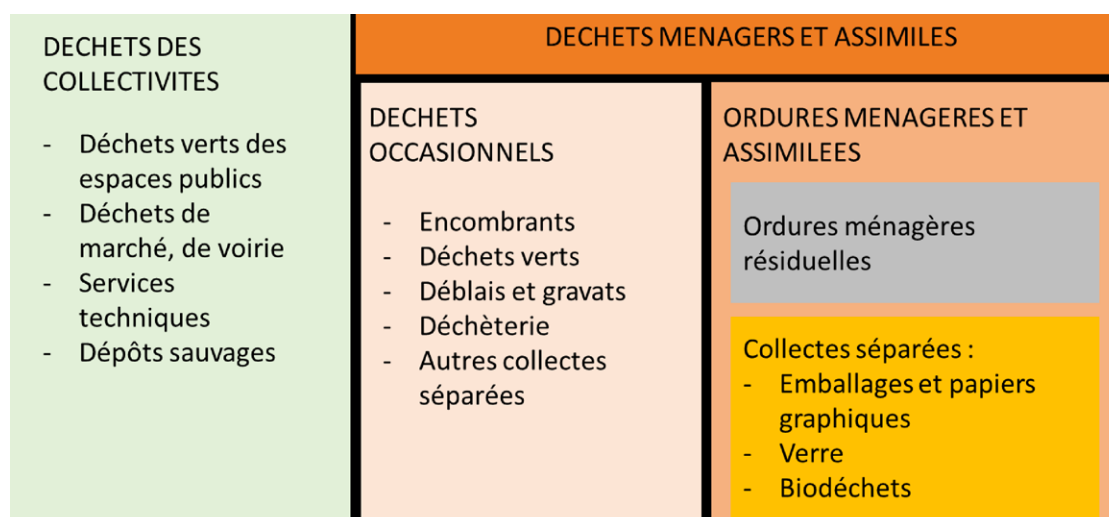 DECHETS DES
COLLECTIVITES
- Déchets verts des
espaces publics
- Déchets de
marché, de voirie
- Services
techniques
- Dépôts sauvages
DECHETS MENAGERS ET ASSIMILES
DECHETS
OCCASIONNELS
- Encombrants
- Déchets verts
- Déblais et gravats
- Déchèterie
- Autres collectes
séparées
ORDURES MENAGERES ET
ASSIMILEES
Ordures ménagères
résiduelles
Collectes séparées :
- Emballages et papiers
graphiques
- Verre
- Biodéchets